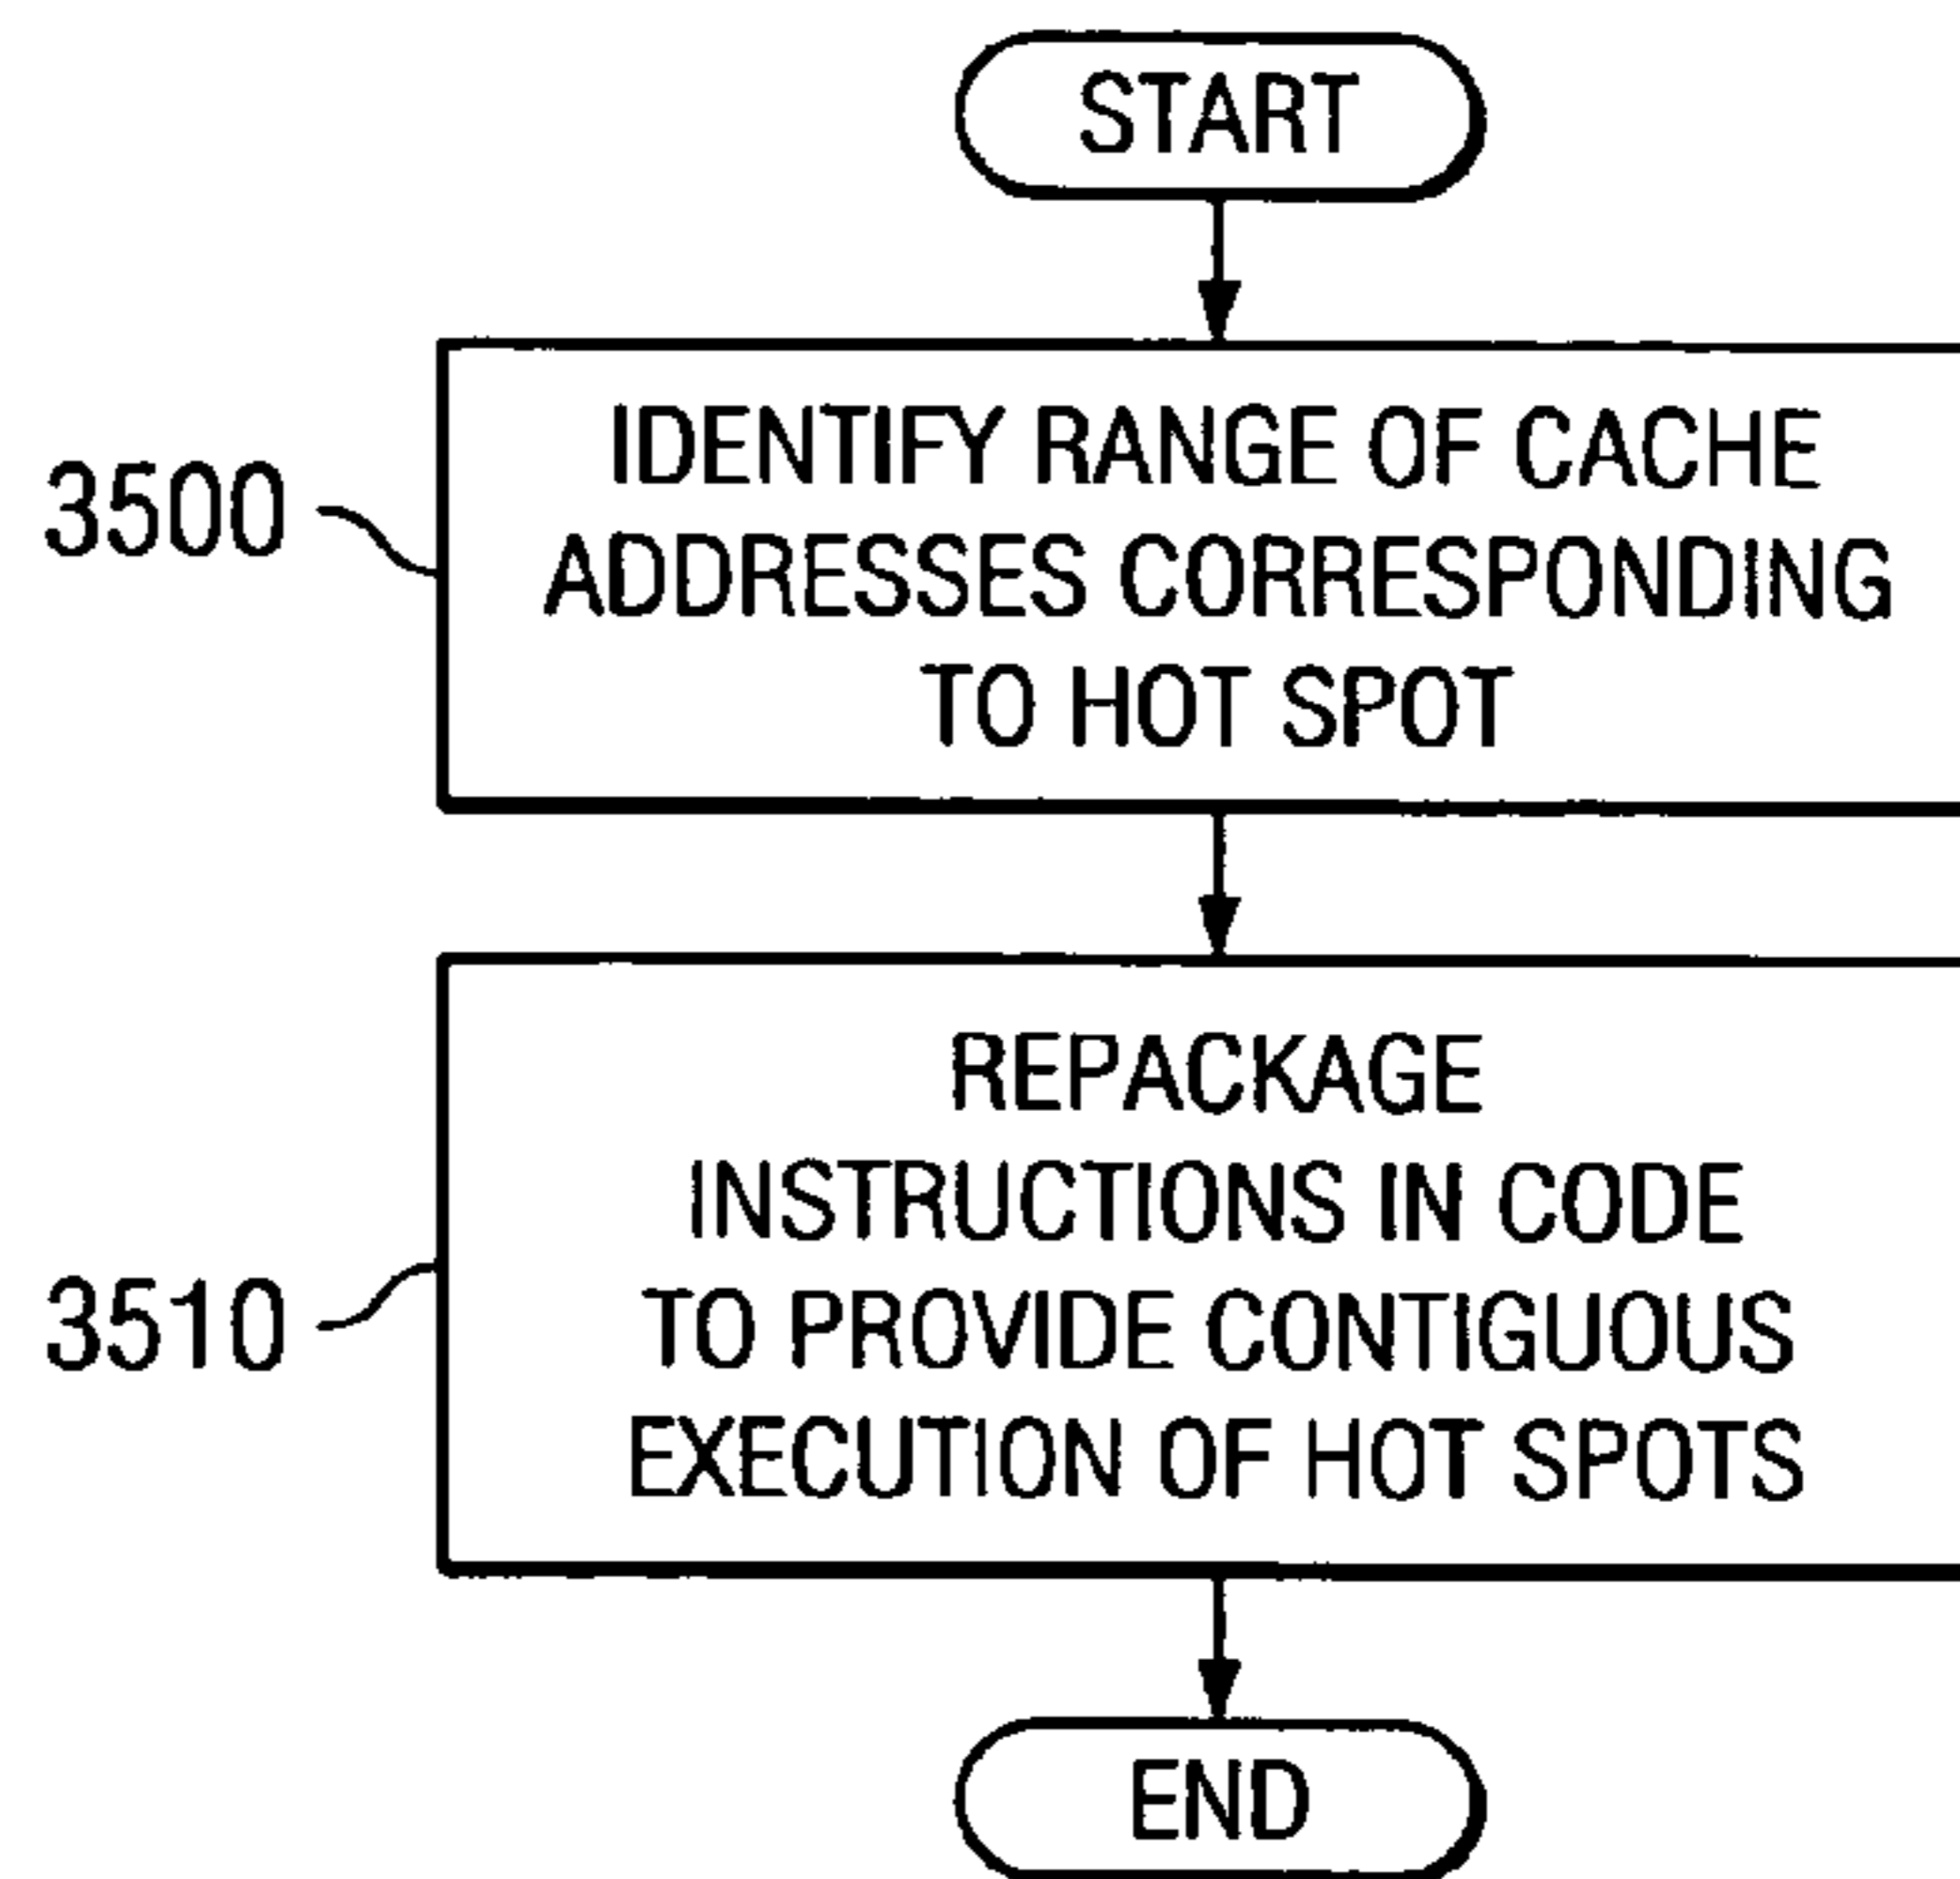 START
3500
IDENTIFY RANGE OF CACHE
ADDRESSES CORRESPONDING
TO HOT SPOT
3510
REPACKAGE
INSTRUCTIONS IN CODE
TO PROVIDE CONTIGUOUS
EXECUTION OF HOT SPOTS
END